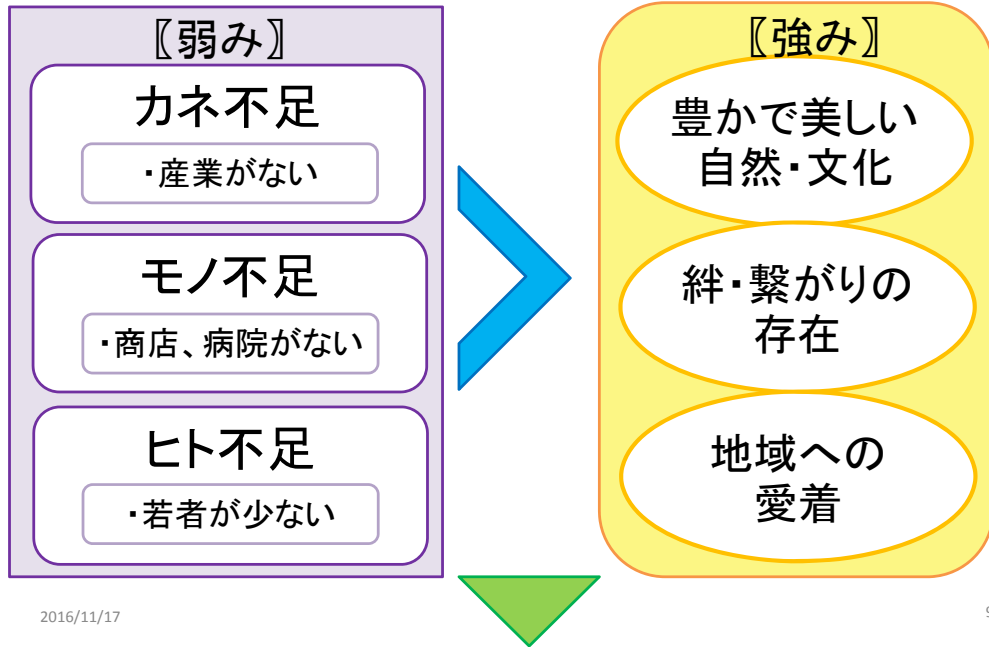 〖弱み〗
カネ不足
・産業がない
モノ不足
・商店、病院がない
ヒト不足
・若者が少ない
〖強み〗
豊かで美しい
自然・文化
絆・繋がりの
存在
地域への
愛着
2016/11/17